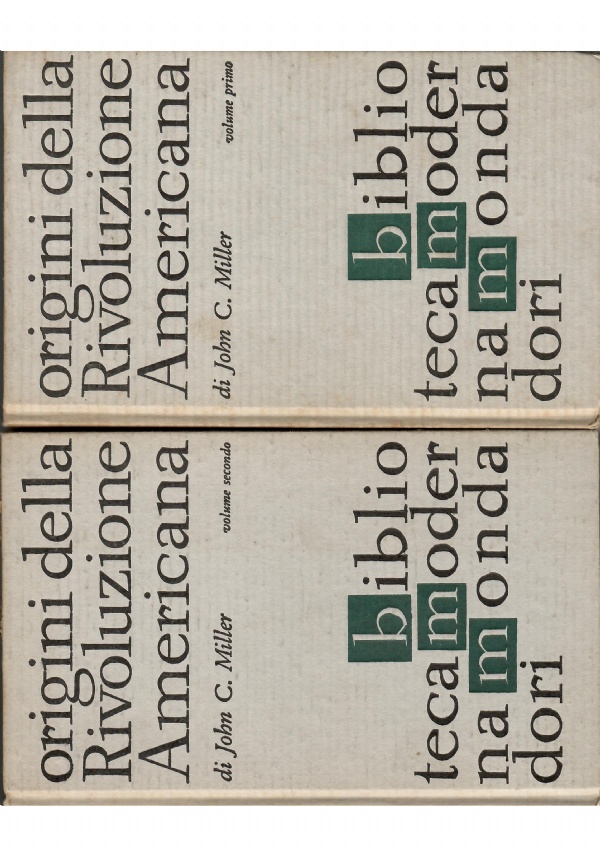 origini della
Rivoluzione
Americana
volume primo
di John C. Miller
biblio
teca moder
na monda
dori
origini della
Rivoluzione
Americana
volume secondo
di John C. Miller
biblio
teca moder
na monda
dori